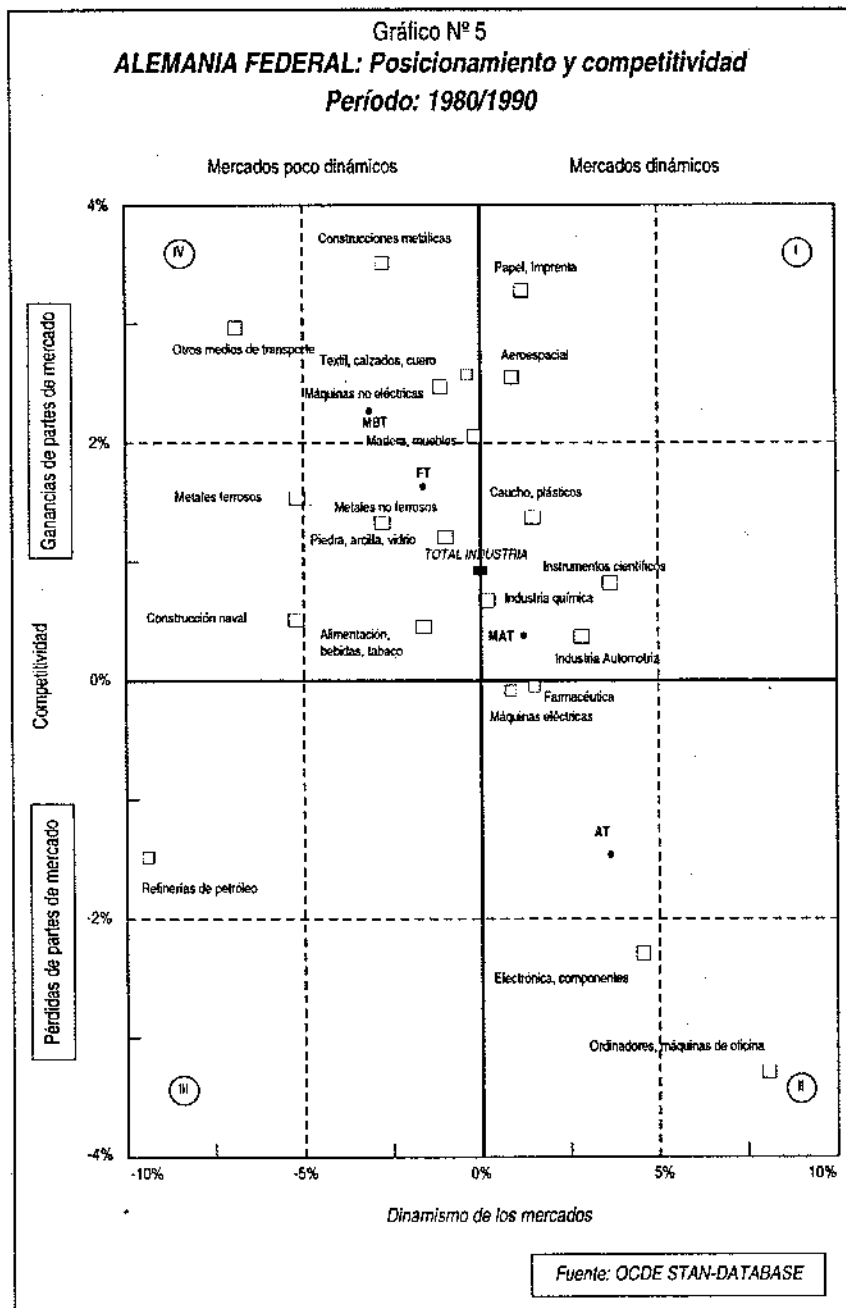 Gráfico Nº 5
ALEMANIA FEDERAL: Posicionamiento y competitividad
Período: 1980/1990
Mercados poco dinámicos
Mercados dinámicos
4%
IV
I
Construcciones metálicas
Papel, Imprenta
Otros medios de transporte
Textil, calzados, cuero
Aeroespacial
Máquinas no eléctricas
MBT
2%
Madera, muebles
FT
Metales ferrosos
Metales no ferrosos
Caucho, plásticos
Piedra, arcilla, vidrio
TOTAL INDUSTRIA
Instrumentos científicos
Construcción naval
Industria química
Alimentación,
bebidas, tabaco
MAT
Industria Automotriz
0%
Farmacéutica
Máquinas eléctricas
AT
Refinerías de petróleo
-2%
Electrónica, componentes
Ordinadores, máquinas de oficina
III
II
-4%
-10%
-5%
0%
5%
10%
Ganancias de partes de mercado
Competitividad
Pérdidas de partes de mercado
Dinamismo de los mercados
Fuente: OCDE STAN-DATABASE